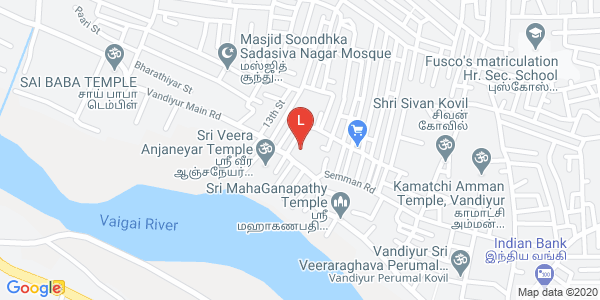 Paari St
Masjid Soondhka
Sadasiva Nagar Mosque
மஸ்ஜித்
சூந்து...
Fusco's matriculation
Hr. Sec. School
புஸ்கோஸ்...
SAI BABA TEMPLE
சாய் பாபா
டெம்பிள்
Bharathiyar St
Vandiyur Main Rd
13th St
L
Shri Sivan Kovil
சிவன்
கோவில்
Sri Veera
Anjaneyar Temple
ஸ்ரீ வீர
ஆஞ்சநேயர்...
Semman Rd
Sri MahaGanapathy
Temple
ஸ்ரீ
மஹாகணபதி...
Kamatchi Amman
Temple, Vandiyur
காமாட்சி
அம்மன்...
Vaigai River
Indian Bank
இந்திய வங்கி
Vandiyur Sri
Veeraraghava Perumal...
Vandiyur Perumal Kovil
Google
Map data ©2020